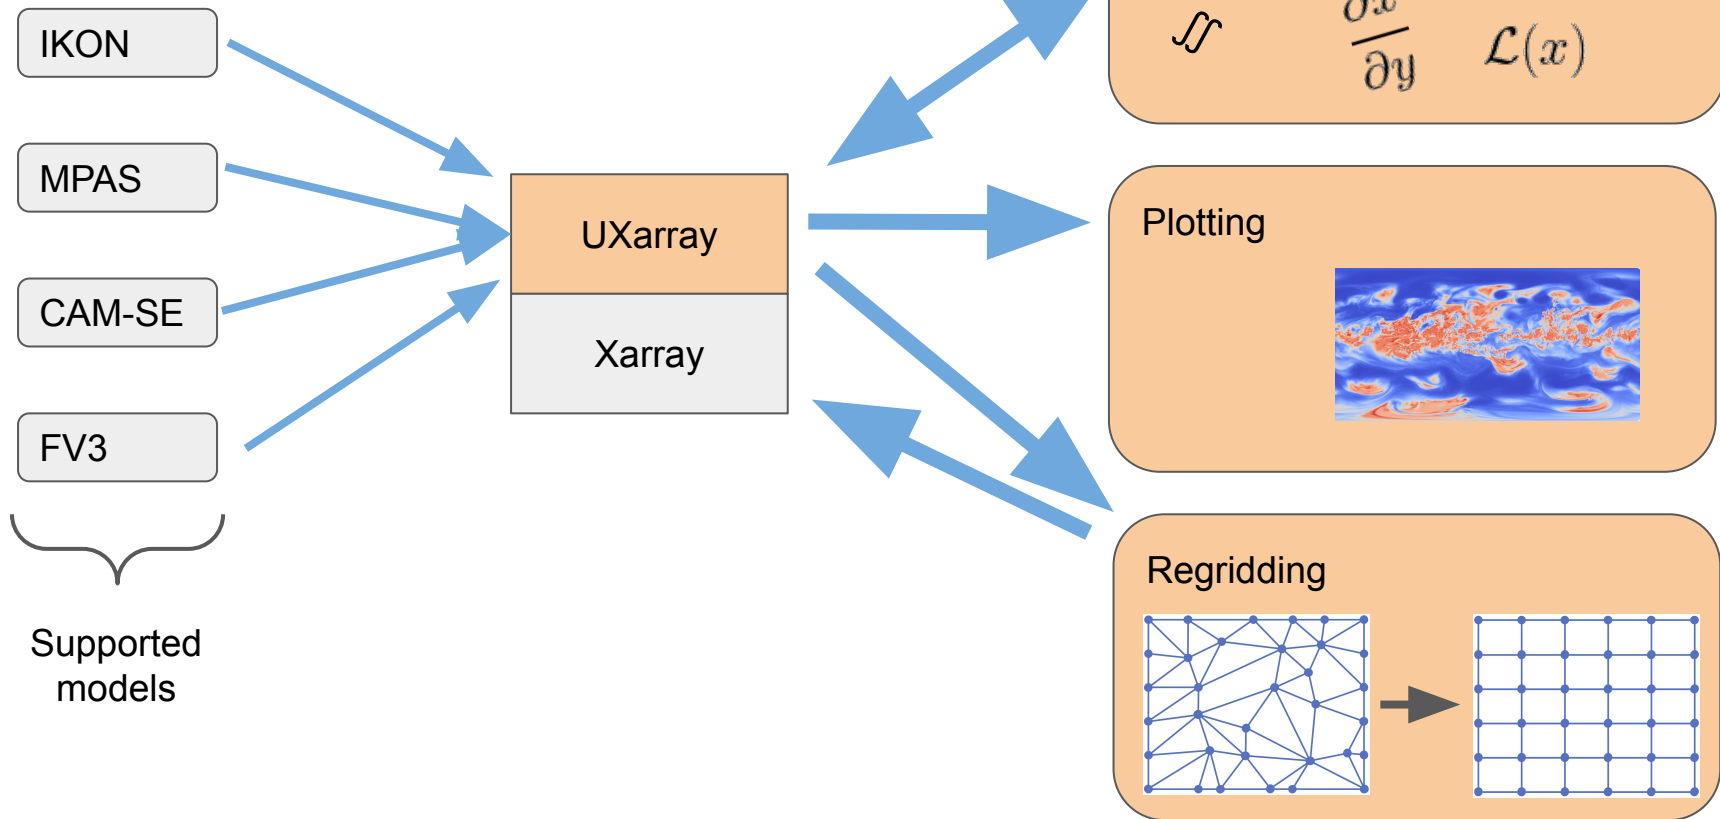 IKON
MPAS
CAM-SE
FV3
Supported
models
UXarray
Xarray
∬
∂x
∂y
ℒ(x)
Plotting
Regridding